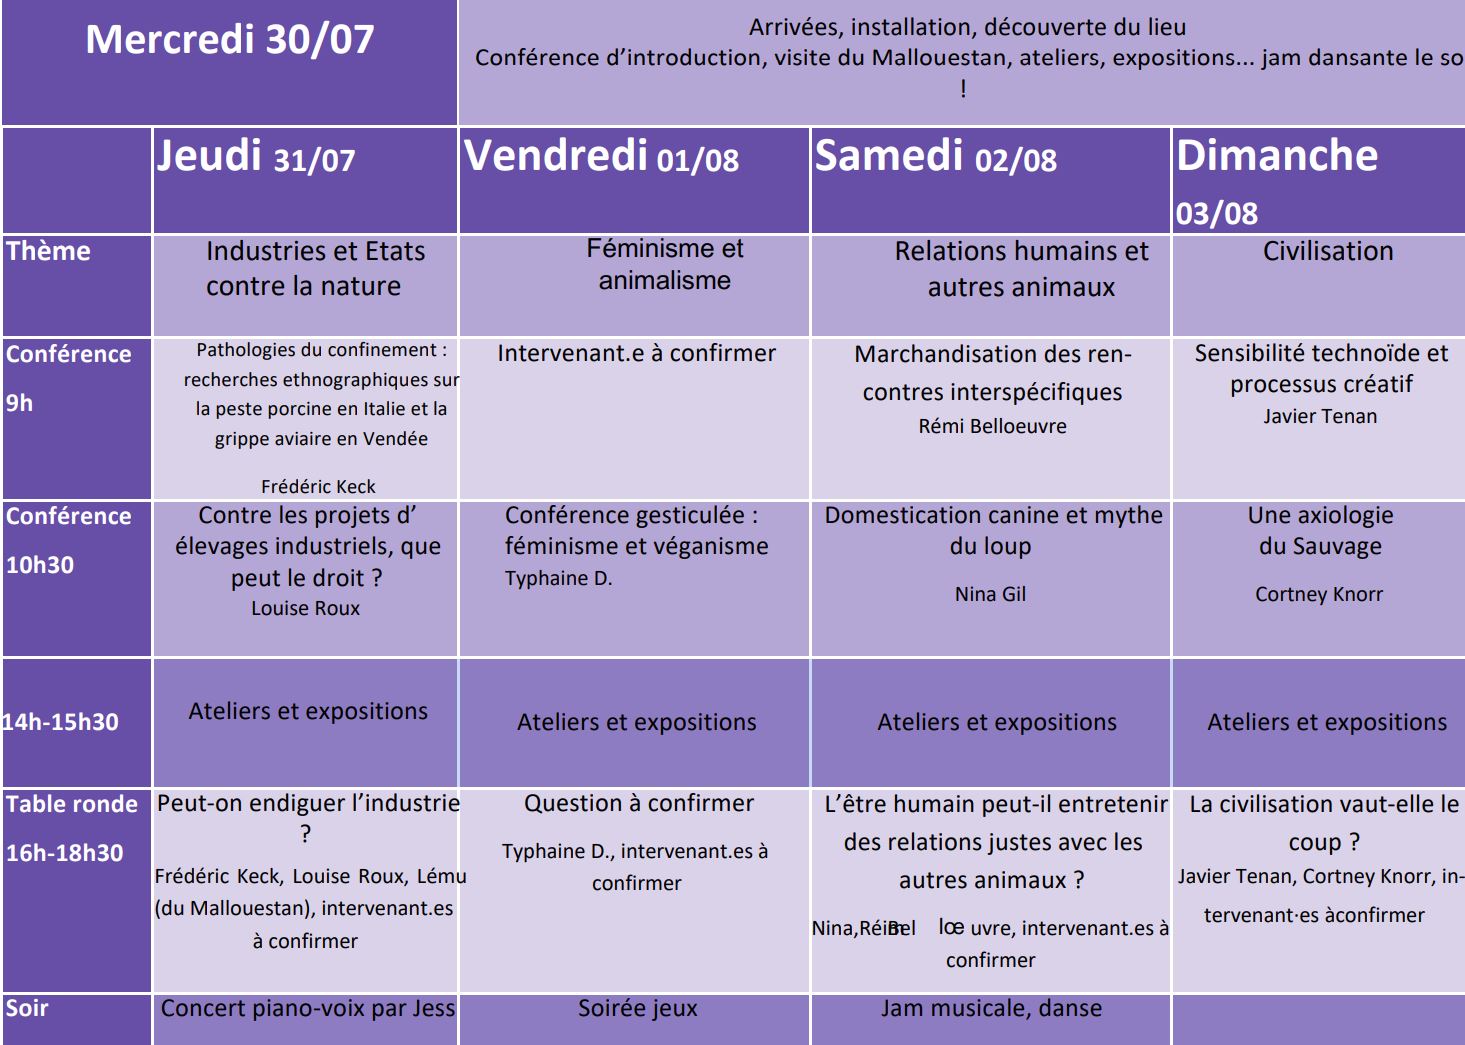 Mercredi 30/07
Arrivées, installation, découverte du lieu
Conférence d’introduction, visite du Mallouestan, ateliers, expositions... jam dansante le so
!
Jeudi 31/07
Vendredi 01/08
Samedi 02/08
Dimanche
03/08
Thème
Industries et Etats
contre la nature
Féminisme et
animalisme
Relations humains et
autres animaux
Civilisation
Conférence
9h
Pathologies du confinement :
recherches ethnographiques sur
la peste porcine en Italie et la
grippe aviaire en Vendée
Frédéric Keck
Intervenant.e à confirmer
Marchandisation des ren-
contres interspécifiques
Rémi Belloeuvre
Sensibilité technoïde et
processus créatif
Javier Tenan
Conférence
10h30
Contre les projets d’
élevages industriels, que
peut le droit ?
Louise Roux
Conférence gesticulée :
féminisme et véganisme
Typhaine D.
Domestication canine et mythe
du loup
Nina Gil
Une axiologie
du Sauvage
Cortney Knorr
14h-15h30
Ateliers et expositions
Ateliers et expositions
Ateliers et expositions
Ateliers et expositions
Table ronde
16h-18h30
Peut-on endiguer l’industrie
?
Frédéric Keck, Louise Roux, Lému
(du Mallouestan), intervenant.es
à confirmer
Question à confirmer
Typhaine D., intervenant.es à
confirmer
L’être humain peut-il entretenir
des relations justes avec les
autres animaux ?
Nina, lœ uvre, intervenant.es à
confirmer
La civilisation vaut-elle le
coup ?
Javier Tenan, Cortney Knorr, in-
tervenant·es àconfirmer
Soir
Concert piano-voix par Jess
Soirée jeux
Jam musicale, danse